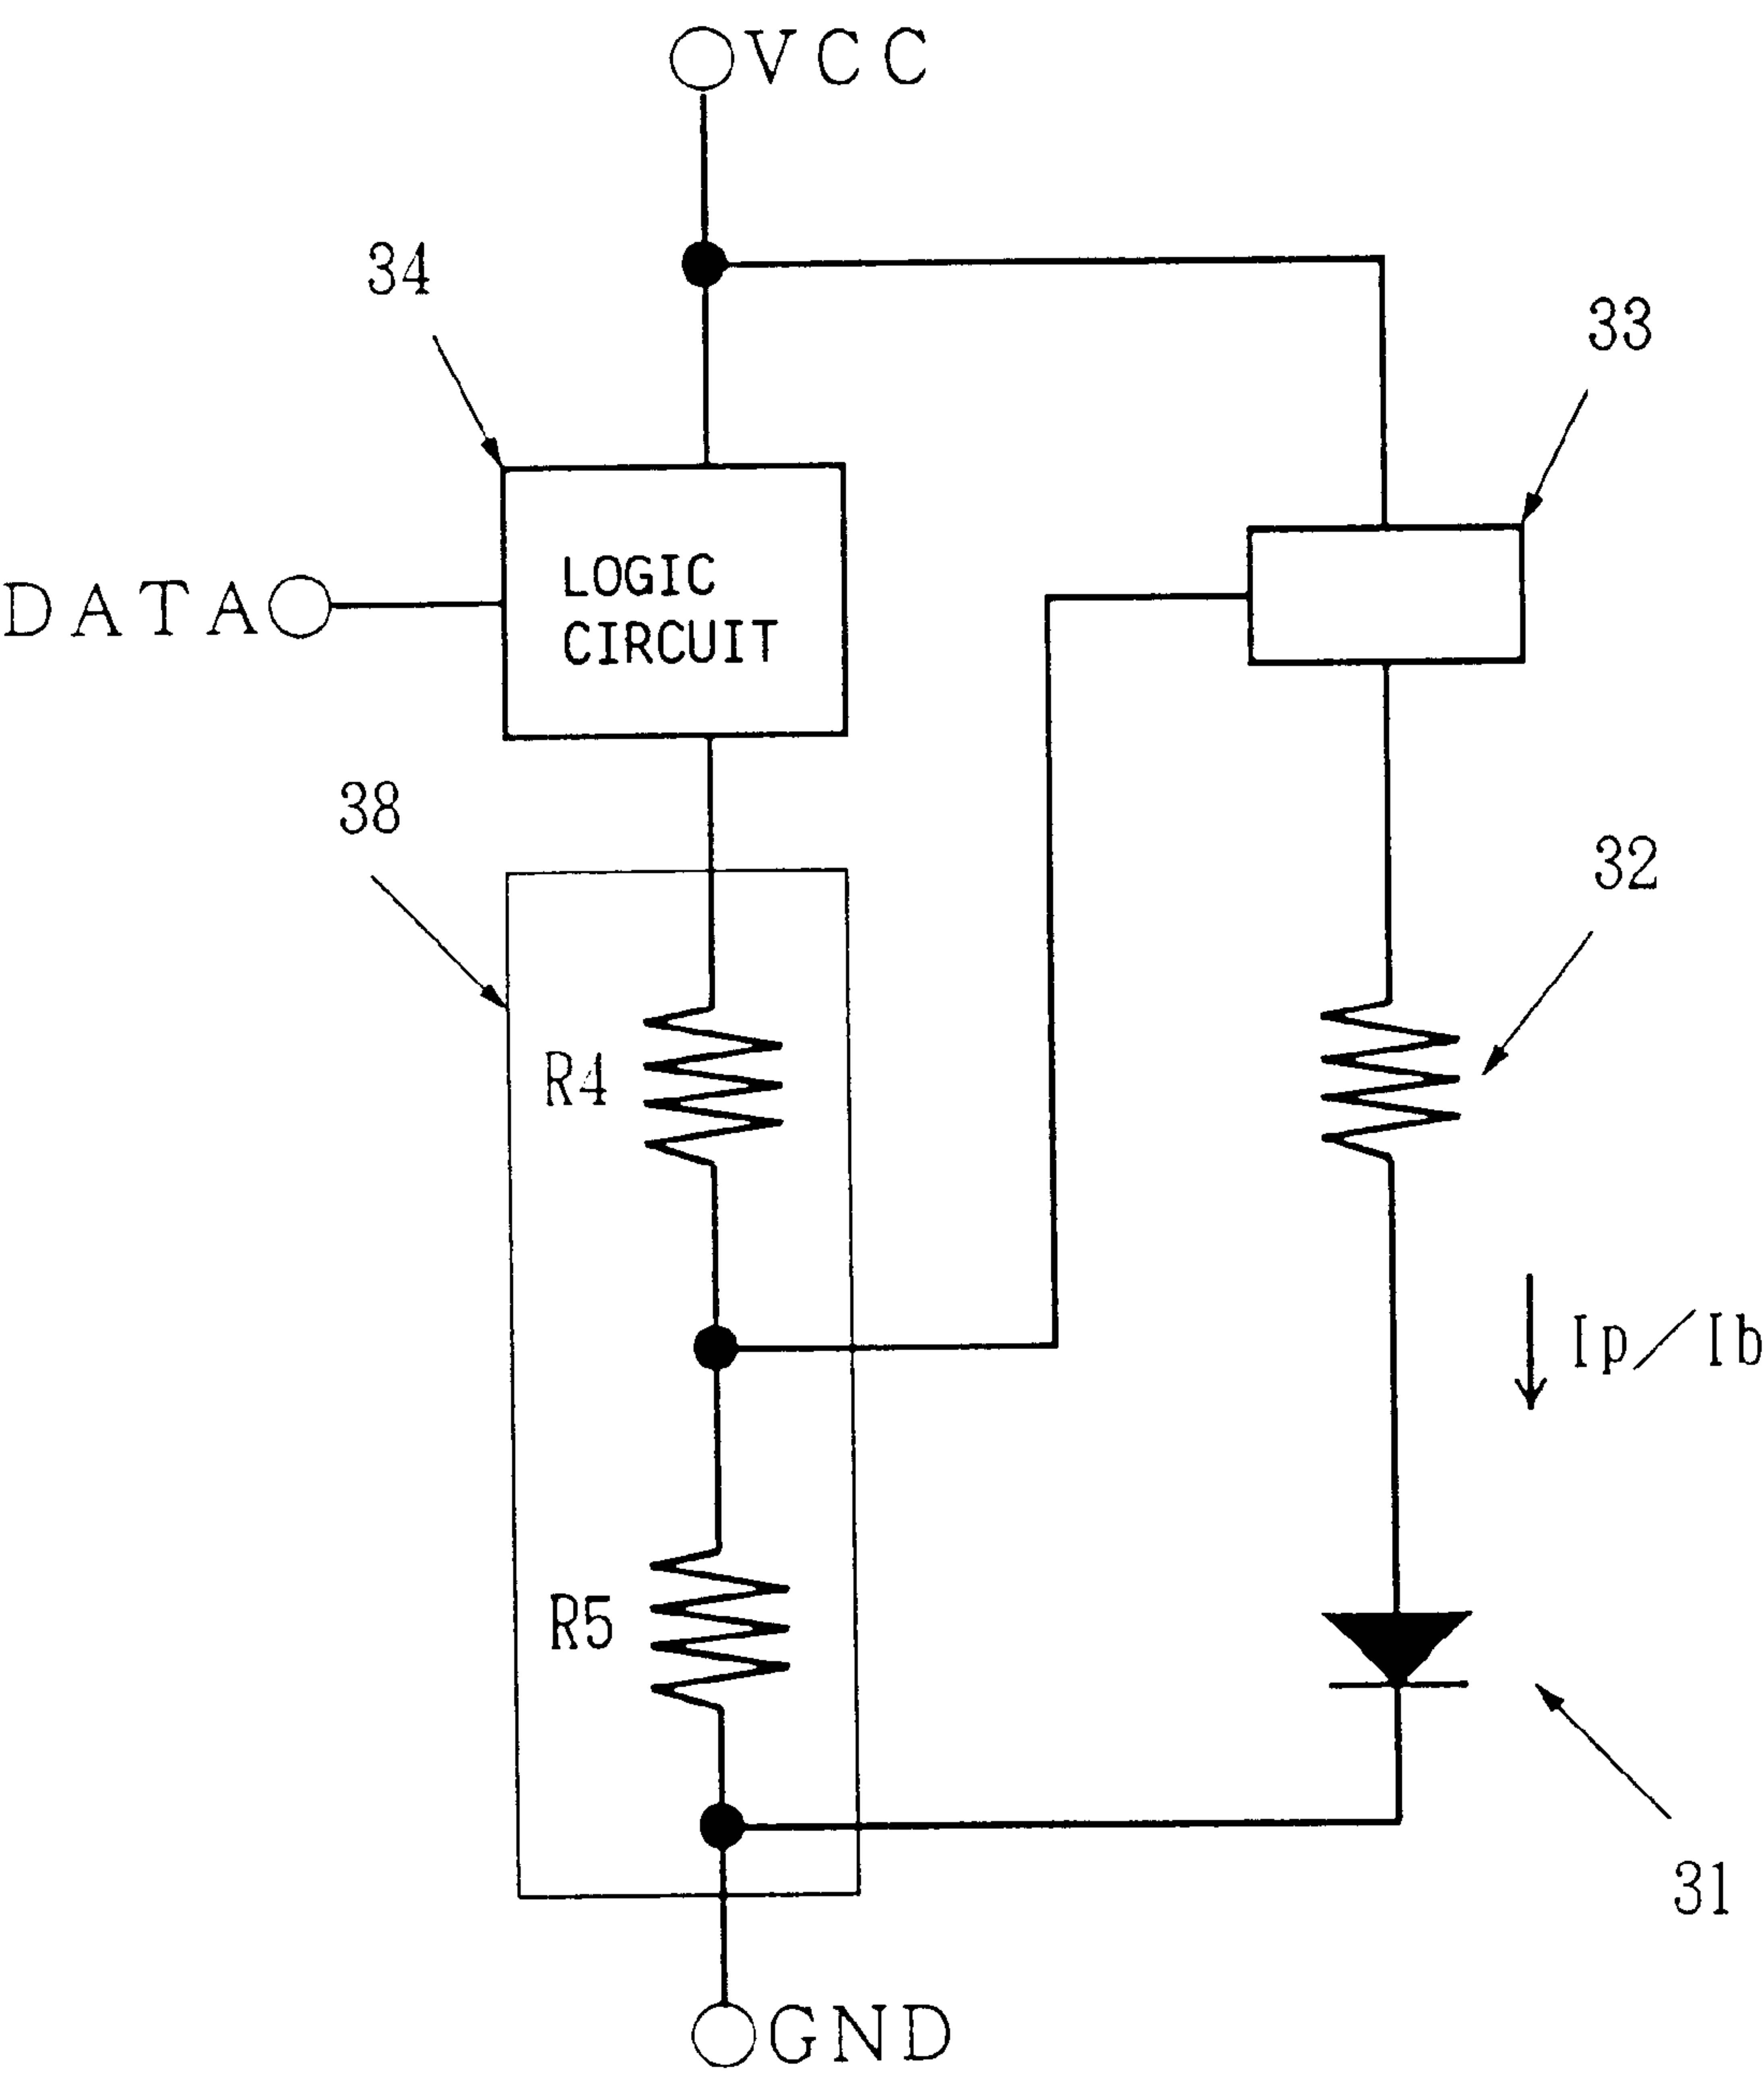 VCC
34
33
DATA
LOGIC
CIRCUIT
38
32
R4
Ip/Ib
R5
31
GND